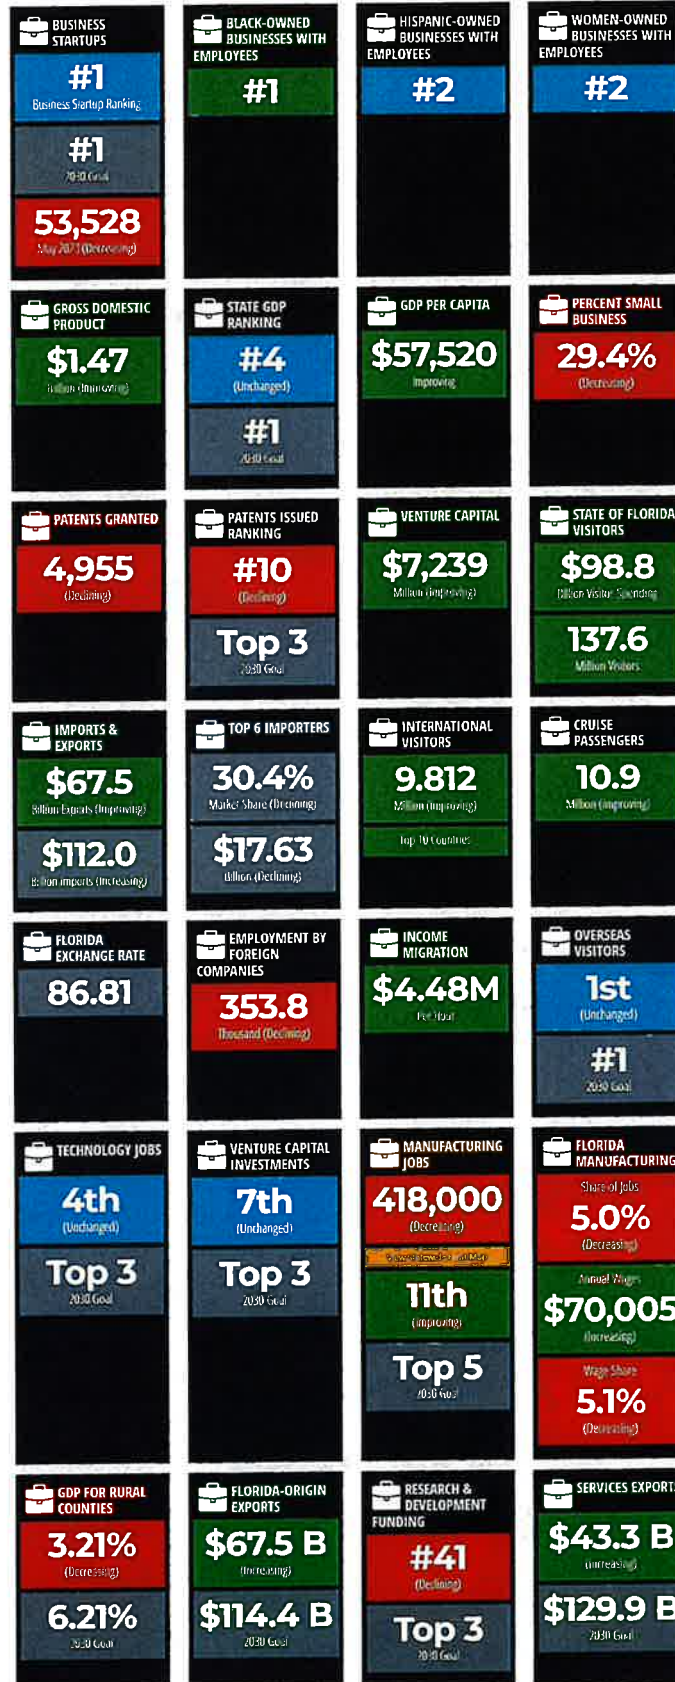 BUSINESS
STARTUPS
#1
Business Startup Ranking
#1
2030 Goal
53,528
May 2023 (Decreasing)
BLACK-OWNED
BUSINESSES WITH
EMPLOYEES
#1
HISPANIC-OWNED
BUSINESSES WITH
EMPLOYEES
#2
WOMEN-OWNED
BUSINESSES WITH
EMPLOYEES
#2
GROSS DOMESTIC
PRODUCT
$1.47
(Improving)
STATE GDP
RANKING
#4
(Unchanged)
#1
2030 Goal
GDP PER CAPITA
$57,520
Improving
PERCENT SMALL
BUSINESS
29.4%
(Decreasing)
PATENTS GRANTED
4,955
(Declining)
PATENTS ISSUED
RANKING
#10
(Declining)
Top 3
2030 Goal
VENTURE CAPITAL
$7,239
Million (Improving)
STATE OF FLORIDA
VISITORS
$98.8
Billion Visitor Spending
137.6
Million Visitors
IMPORTS &
EXPORTS
$67.5
Billion Exports (Improving)
$112.0
Billion Imports (Increasing)
TOP 6 IMPORTERS
30.4%
Market Share (Declining)
$17.63
Billion (Declining)
INTERNATIONAL
VISITORS
9.812
Million (Improving)
Top 10 Countries
CRUISE
PASSENGERS
10.9
Million (Improving)
FLORIDA
EXCHANGE RATE
86.81
EMPLOYMENT BY
FOREIGN
COMPANIES
353.8
Thousand (Declining)
INCOME
MIGRATION
$4.48M
Per Hour
OVERSEAS
VISITORS
1st
(Unchanged)
#1
2030 Goal
TECHNOLOGY JOBS
4th
(Unchanged)
Top 3
2030 Goal
VENTURE CAPITAL
INVESTMENTS
7th
(Unchanged)
Top 3
2030 Goal
MANUFACTURING
JOBS
418,000
(Decreasing)
11th
(Improving)
Top 5
2030 Goal
FLORIDA
MANUFACTURING
Share of Jobs
5.0%
(Decreasing)
Annual Wages
$70,005
(Increasing)
Wage Share
5.1%
(Decreasing)
GDP FOR RURAL
COUNTIES
3.21%
(Decreasing)
6.21%
2030 Goal
FLORIDA-ORIGIN
EXPORTS
$67.5 B
(Increasing)
$114.4 B
2030 Goal
RESEARCH &
DEVELOPMENT
FUNDING
#41
(Declining)
Top 3
2030 Goal
SERVICES EXPORTS
$43.3 B
(Increasing)
$129.9 B
2030 Goal